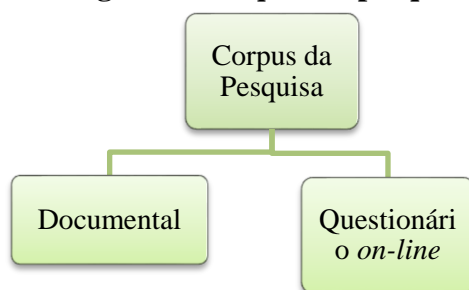 Corpus da
Pesquisa
Documental
Questionári
o on-line